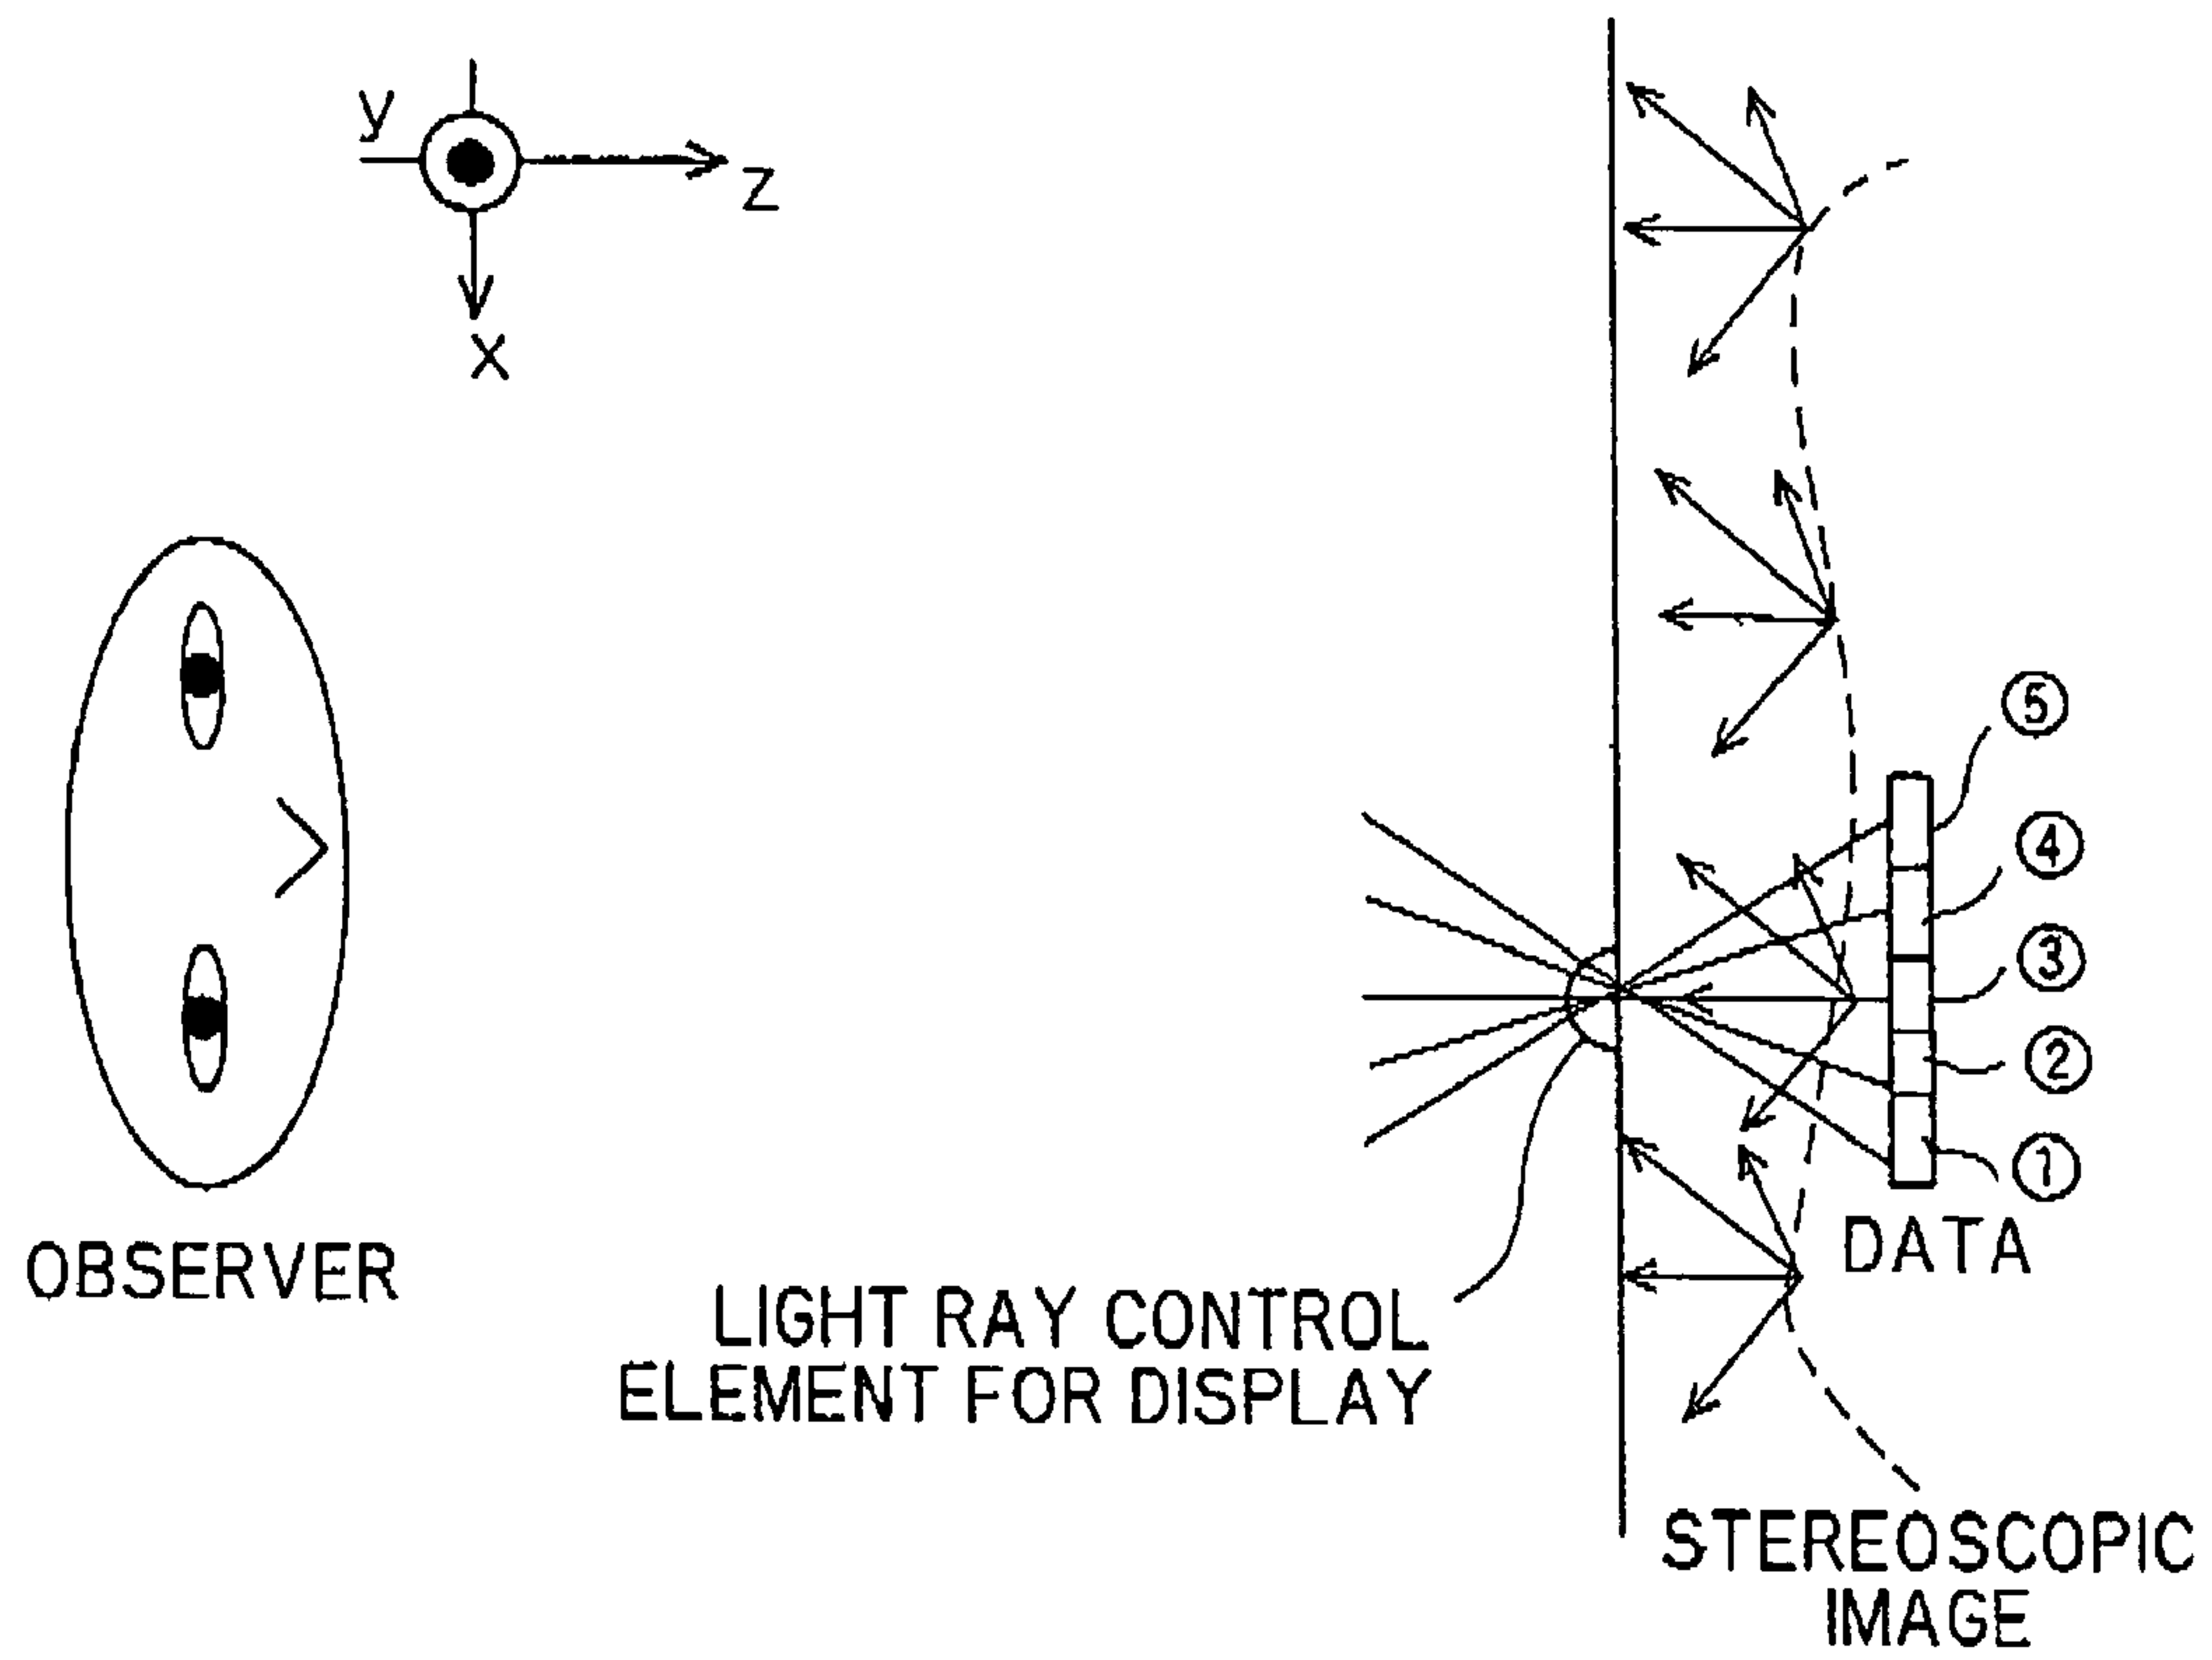 y
z
x
⑤
④
③
②
①
DATA
OBSERVER
LIGHT RAY CONTROL
ELEMENT FOR DISPLAY
STEREOSCOPIC
IMAGE